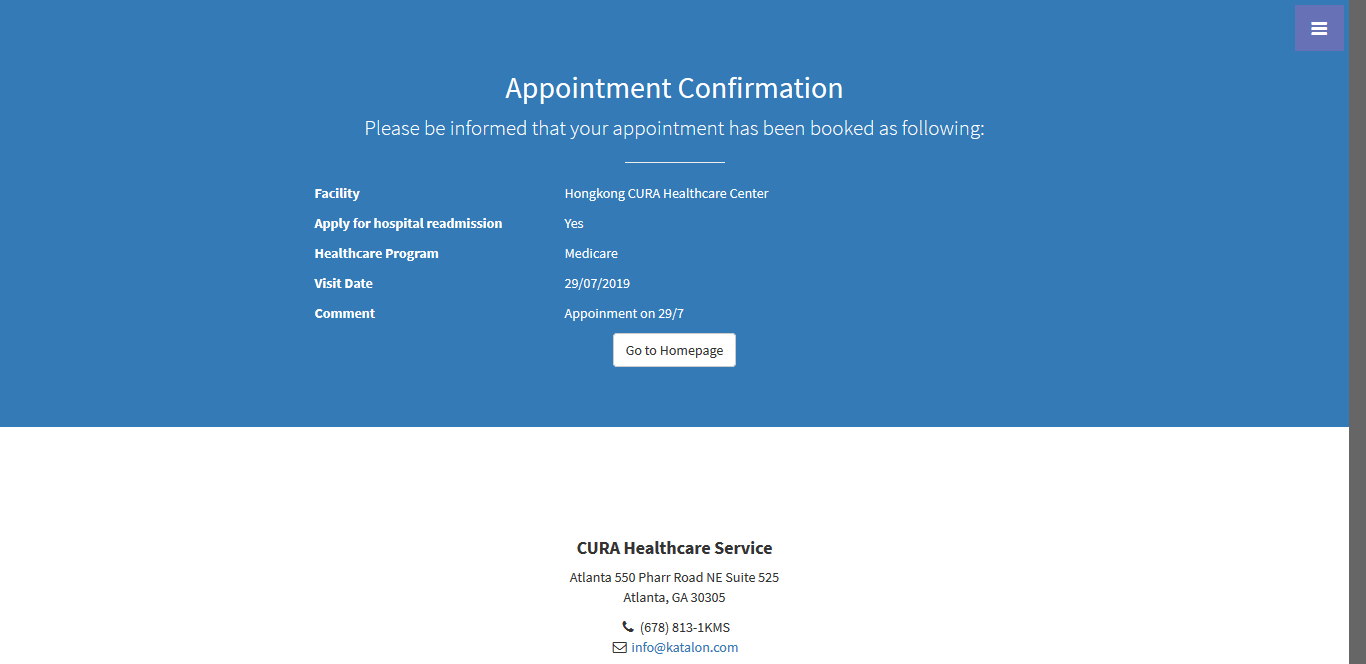 Appointment Confirmation
Please be informed that your appointment has been booked as following:
Facility Hongkong CURA Healthcare Center
Apply for hospital readmission Yes
Healthcare Program Medicare
Visit Date 29/07/2019
Comment Appoinment on 29/7
Go to Homepage
CURA Healthcare Service
Atlanta 550 Pharr Road NE Suite 525
Atlanta, GA 30305
(678) 813-1KMS
info@katalon.com